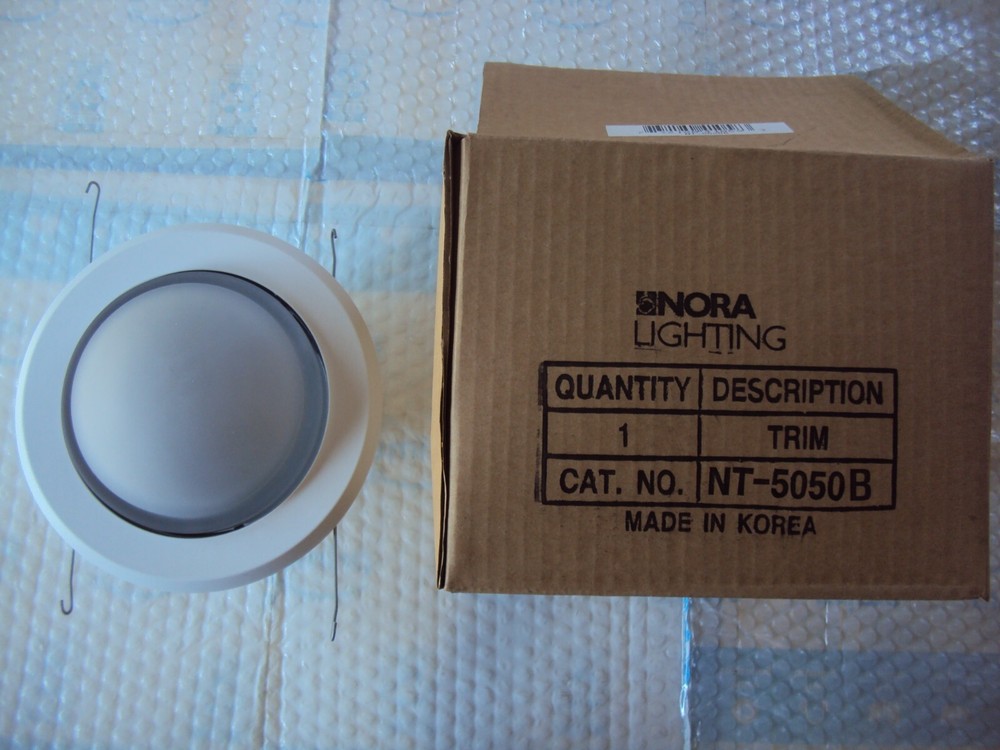 NORA
LIGHTING
QUANTITY DESCRIPTION
1 TRIM
CAT. NO. NT-5050B
MADE IN KOREA